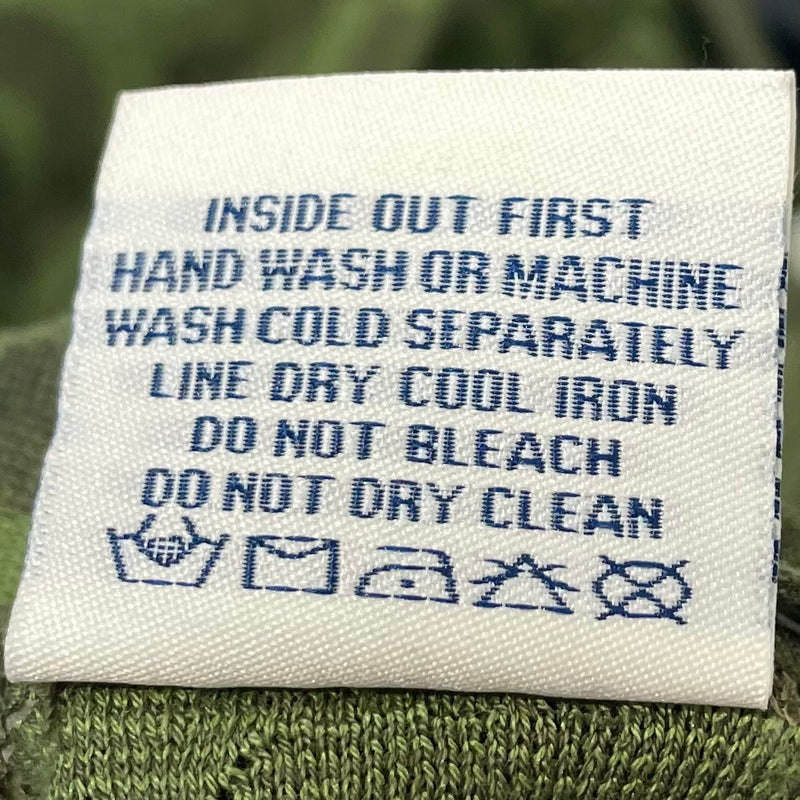 INSIDE OUT FIRST
HAND WASH OR MACHINE
WASH COLD SEPARATELY
LINE DRY COOL IRON
DO NOT BLEACH
DO NOT DRY CLEAN